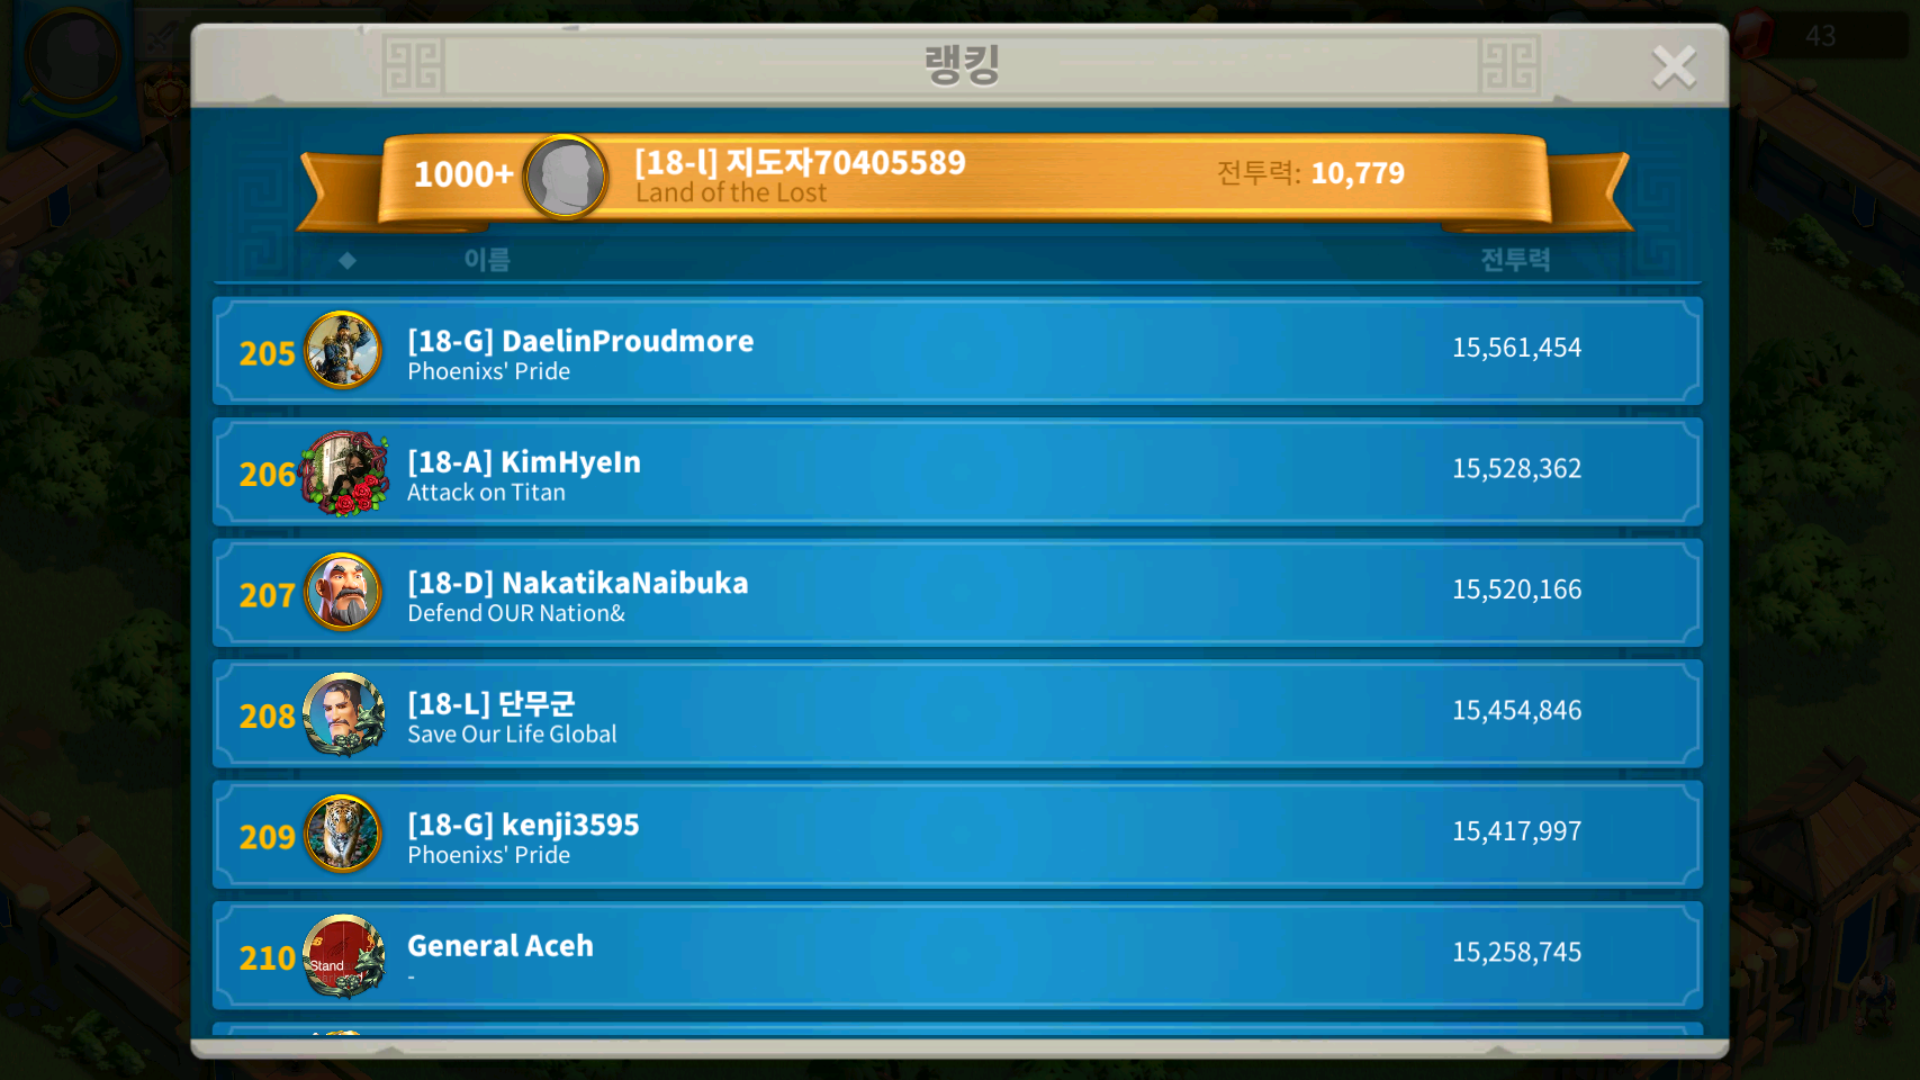 랭킹
43
1000+
[18-l] 지도자70405589
전투력: 10,779
Land of the Lost
이름
전투력
205
[18-G] DaelinProudmore
15,561,454
Phoenixs' Pride
206
[18-A] KimHyeIn
15,528,362
Attack on Titan
207
[18-D] NakatikaNaibuka
15,520,166
Defend OUR Nation&
208
[18-L] 단무군
15,454,846
Save Our Life Global
209
[18-G] kenji3595
15,417,997
Phoenixs' Pride
210
General Aceh
15,258,745
-
Stand